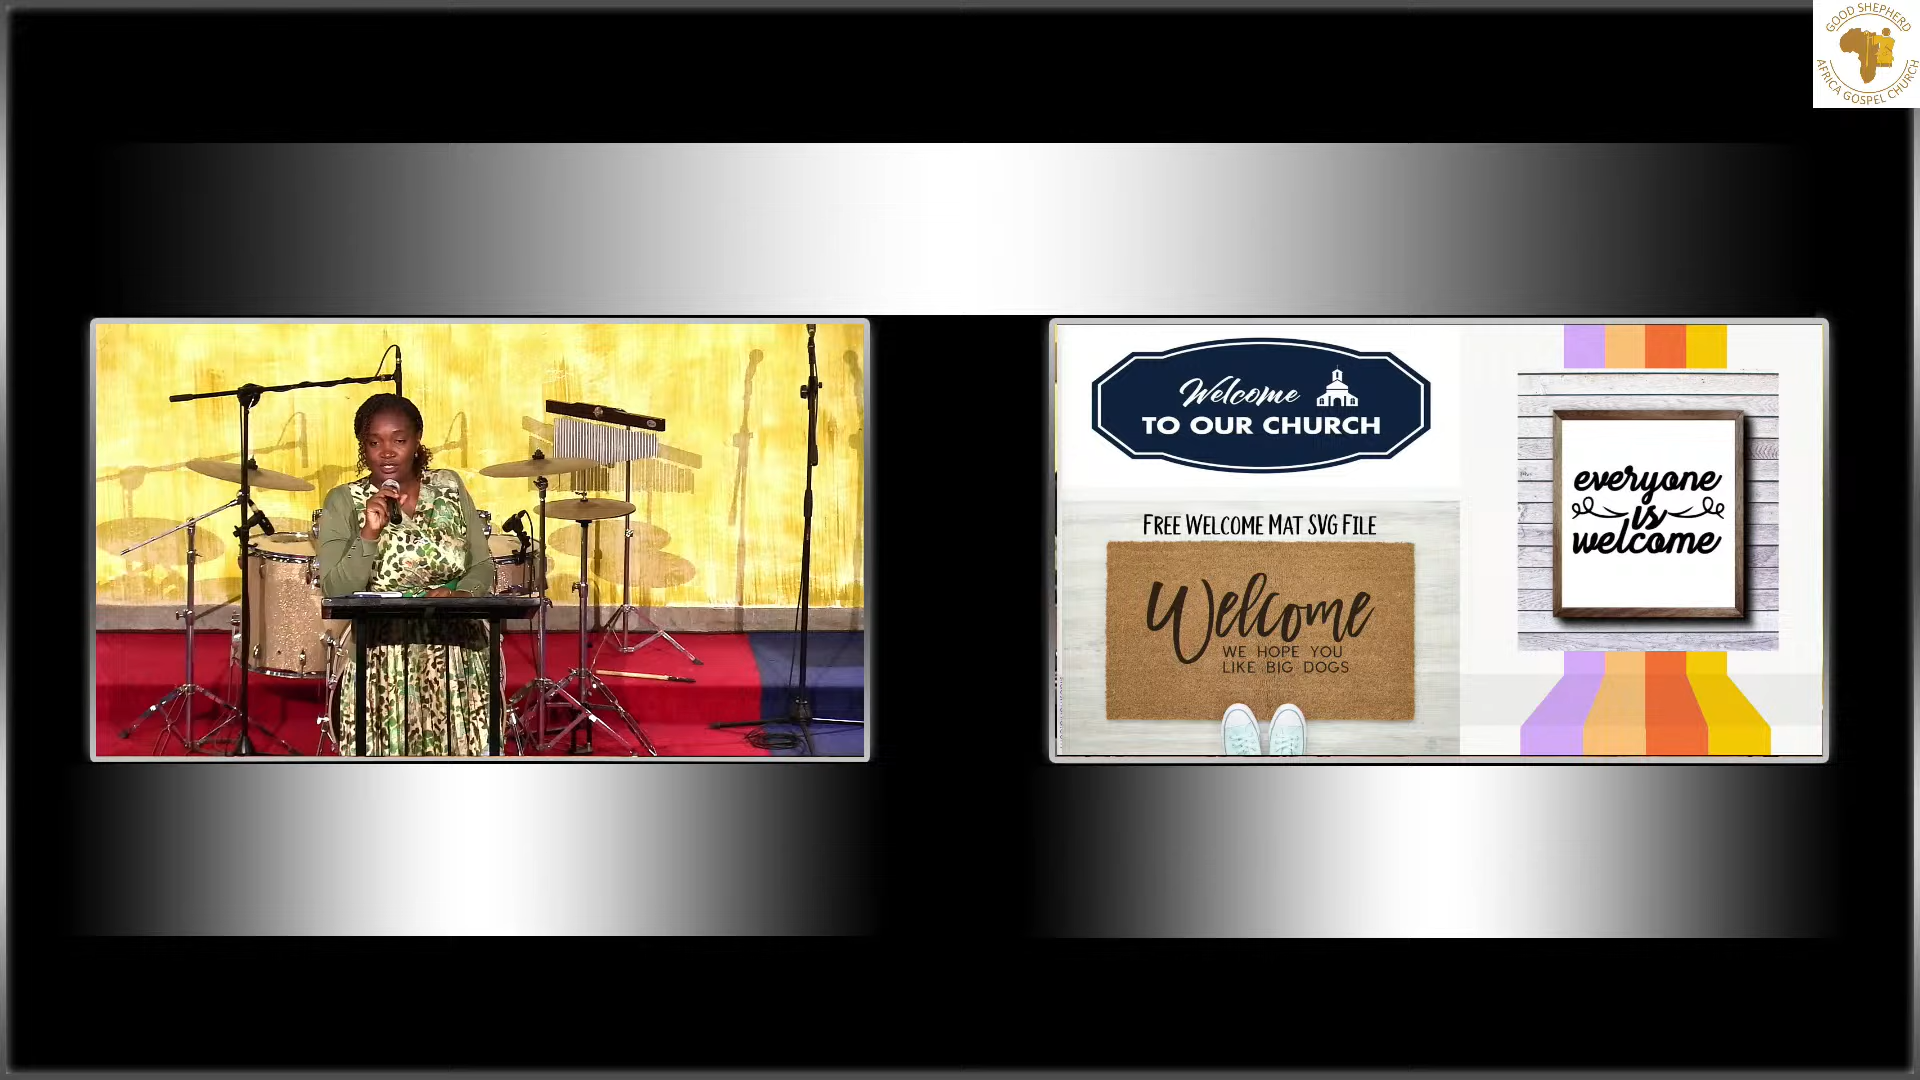 GOOD SHEPHERD
AFRICA GOSPEL CHURCH
Welcome
TO OUR CHURCH
FREE WELCOME MAT SVG FILE
Welcome
WE HOPE YOU
LIKE BIG DOGS
everyone
is
welcome